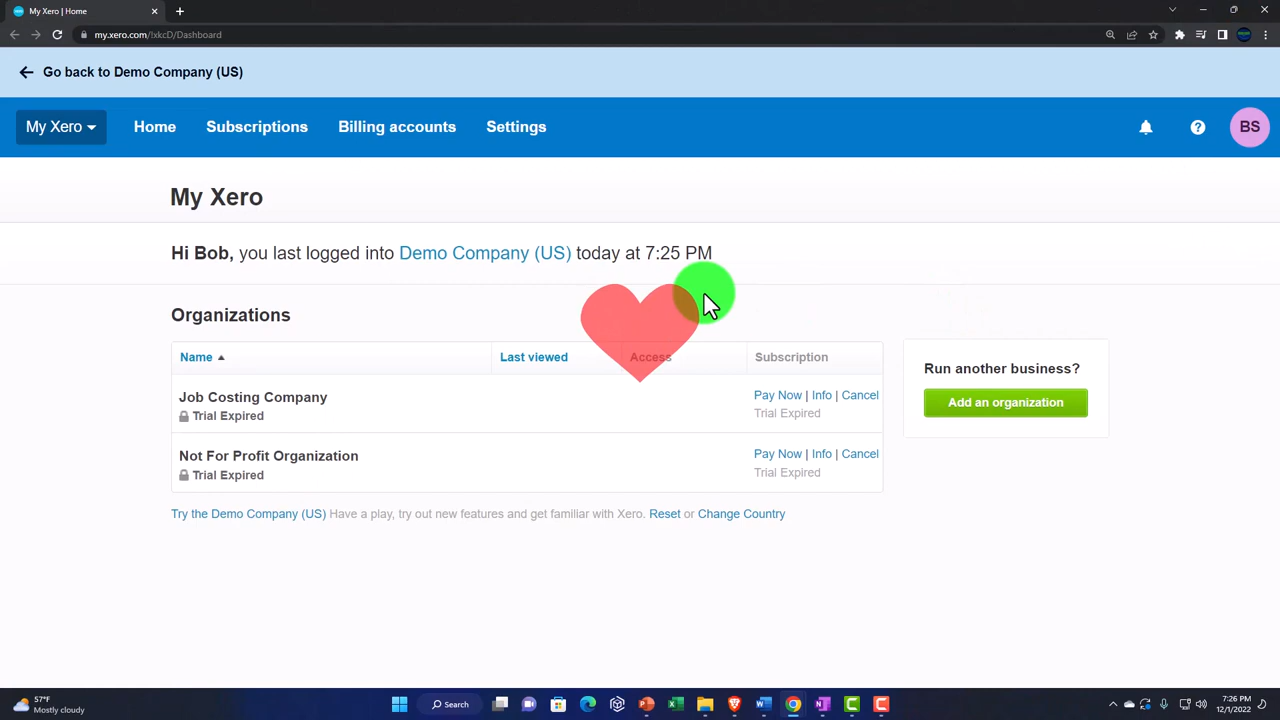 My Xero | Home
my.xero.com/!xkcD/Dashboard
Go back to Demo Company (US)
My Xero Home Subscriptions Billing accounts Settings BS
My Xero
Hi Bob, you last logged into Demo Company (US) today at 7:25 PM
Organizations
Name Last viewed Access Subscription
Run another business?
Job Costing Company Pay Now | Info | Cancel Add an organization
Trial Expired Trial Expired
Not For Profit Organization Pay Now | Info | Cancel
Trial Expired Trial Expired
Try the Demo Company (US) Have a play, try out new features and get familiar with Xero. Reset or Change Country
57°F
Mostly cloudy
Search
7:26 PM
12/1/2022